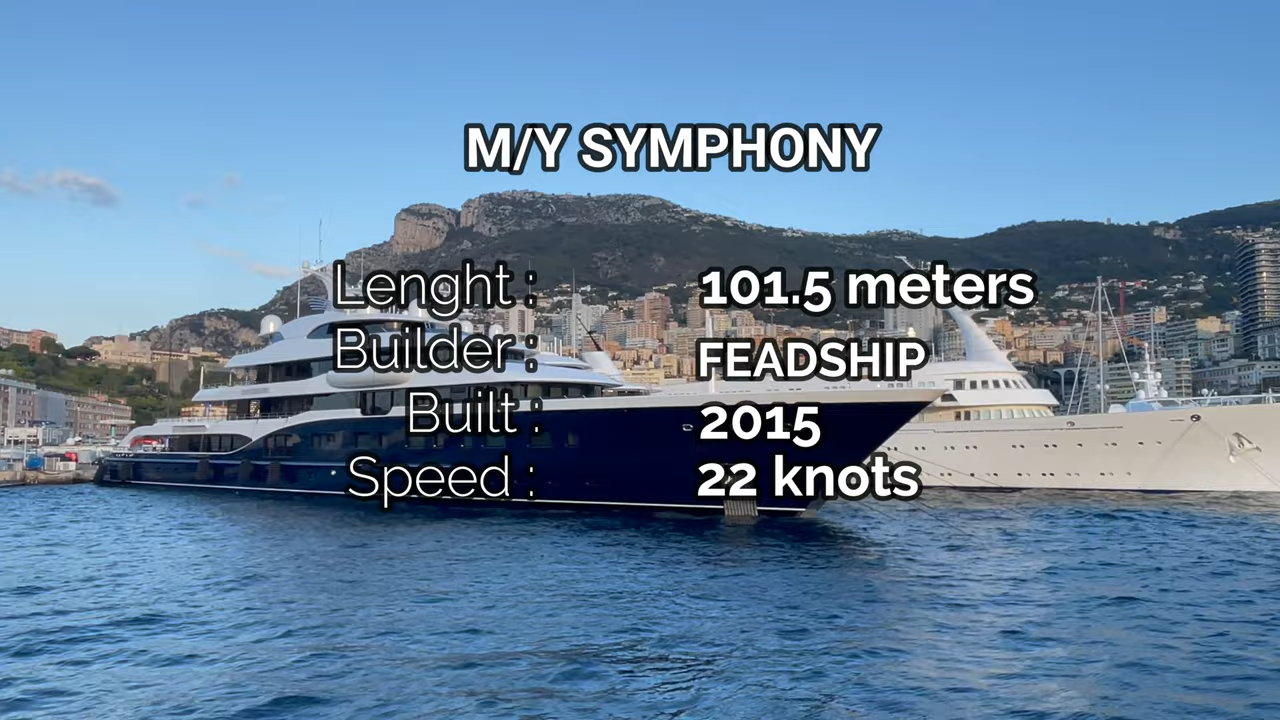 M/Y SYMPHONY
Lenght : 101.5 meters
Builder : FEADSHIP
Built : 2015
Speed : 22 knots